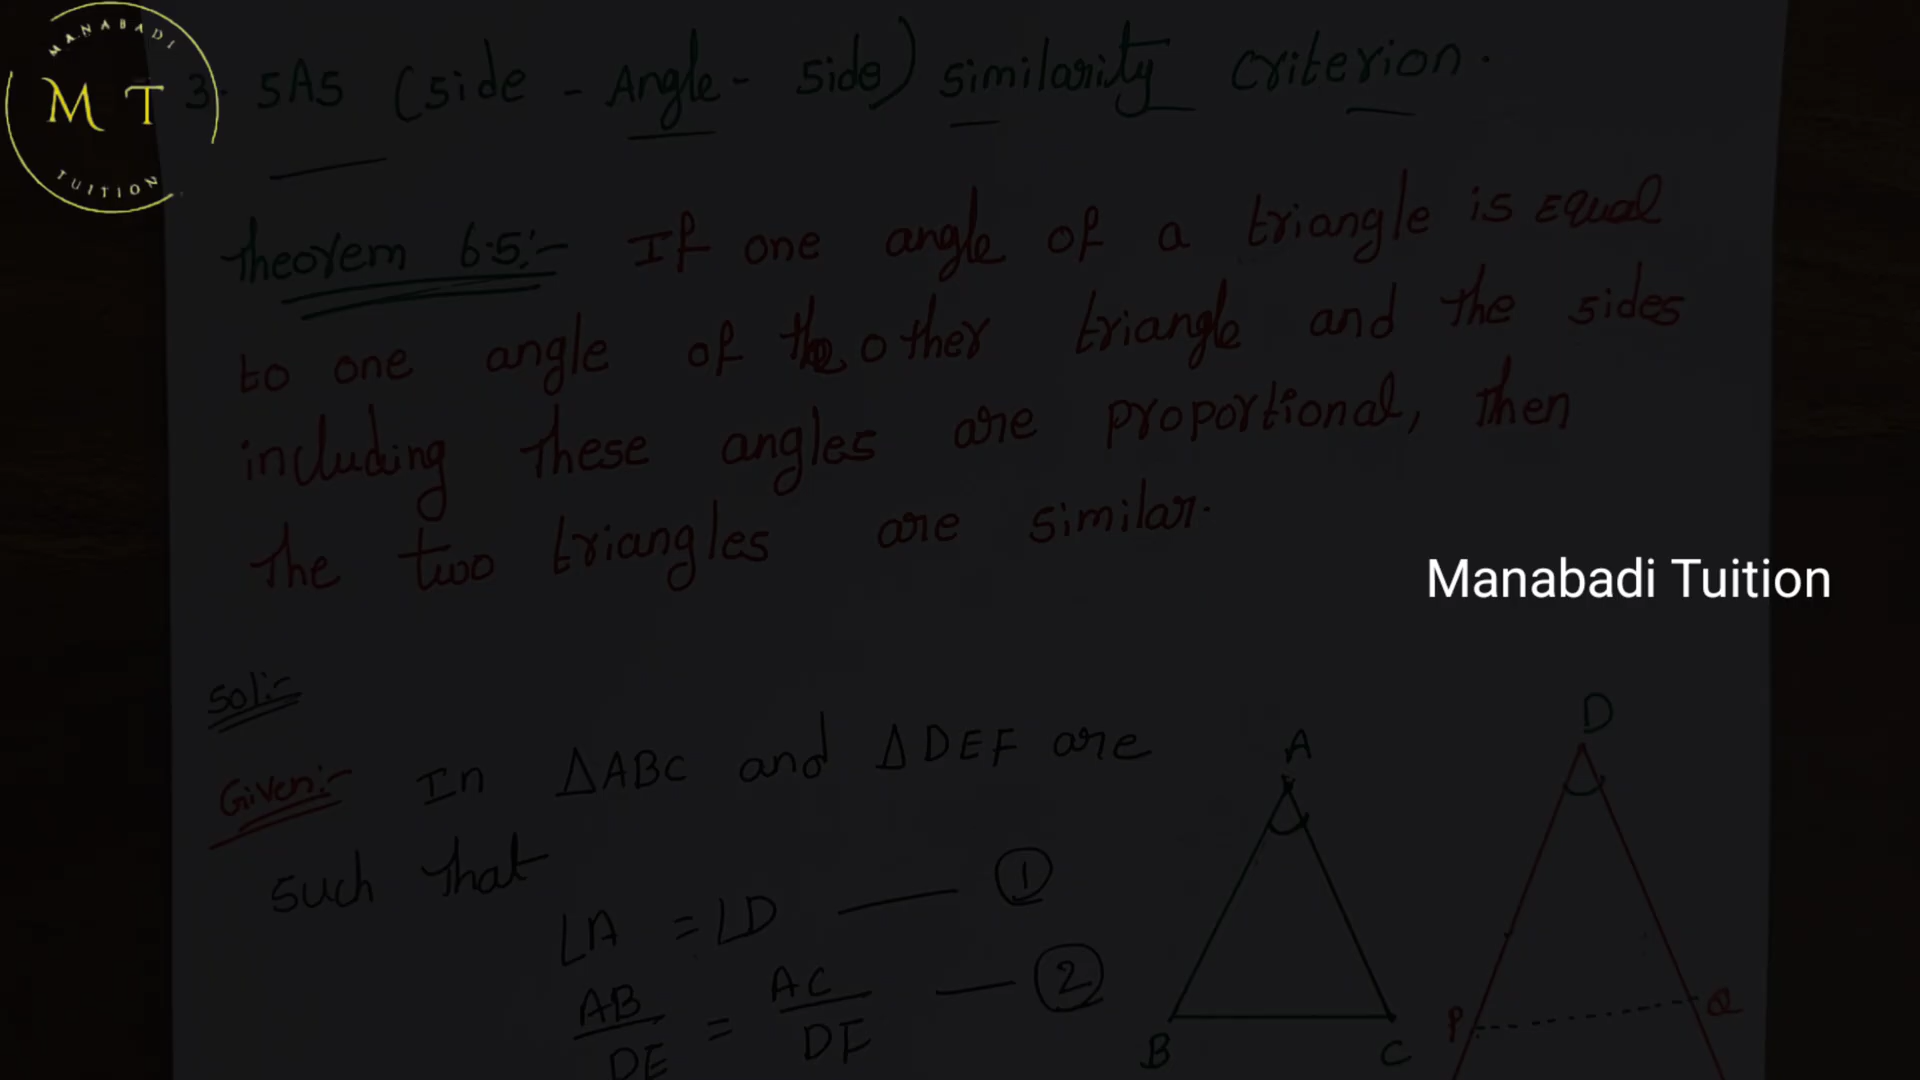 MANABADI
M T
TUITION
3. SAS (Side - Angle - Side) similarity criterion.
Theorem 6.5:- If one angle of a triangle is equal
to one angle of the other triangle and the sides
including these angles are proportional, then
the two triangles are similar.
Manabadi Tuition
Sol:-
Given:- In ΔABC and ΔDEF are
such that
∠A = ∠D —— ①
AB/DE = AC/DF — ②
A
B
C
D
P
Q